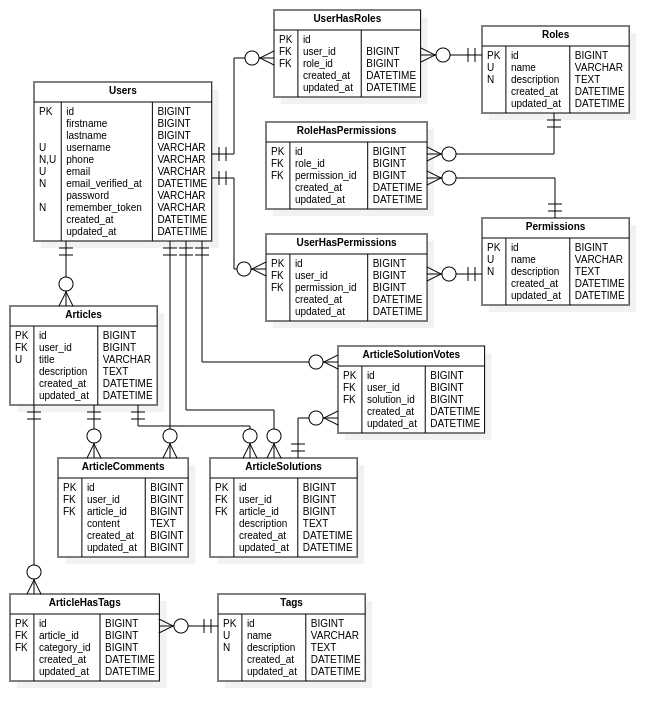 UserHasRoles
PK id
FK user_id BIGINT
FK role_id BIGINT
created_at DATETIME
updated_at DATETIME
Roles
PK id BIGINT
U name VARCHAR
N description TEXT
created_at DATETIME
updated_at DATETIME
Users
PK id BIGINT
firstname BIGINT
lastname BIGINT
U username VARCHAR
N,U phone VARCHAR
U email VARCHAR
N email_verified_at DATETIME
password VARCHAR
N remember_token VARCHAR
created_at DATETIME
updated_at DATETIME
RoleHasPermissions
PK id BIGINT
FK role_id BIGINT
FK permission_id BIGINT
created_at DATETIME
updated_at DATETIME
Permissions
PK id BIGINT
U name VARCHAR
N description TEXT
created_at DATETIME
updated_at DATETIME
UserHasPermissions
PK id BIGINT
FK user_id BIGINT
FK permission_id BIGINT
created_at DATETIME
updated_at DATETIME
Articles
PK id BIGINT
FK user_id BIGINT
U title VARCHAR
description TEXT
created_at DATETIME
updated_at DATETIME
ArticleSolutionVotes
PK id BIGINT
FK user_id BIGINT
FK solution_id BIGINT
created_at DATETIME
updated_at DATETIME
ArticleComments
PK id BIGINT
FK user_id BIGINT
FK article_id BIGINT
content TEXT
created_at BIGINT
updated_at BIGINT
ArticleSolutions
PK id BIGINT
FK user_id BIGINT
FK article_id BIGINT
description TEXT
created_at DATETIME
updated_at DATETIME
ArticleHasTags
PK id BIGINT
FK article_id BIGINT
FK category_id BIGINT
created_at DATETIME
updated_at DATETIME
Tags
PK id BIGINT
U name VARCHAR
N description TEXT
created_at DATETIME
updated_at DATETIME